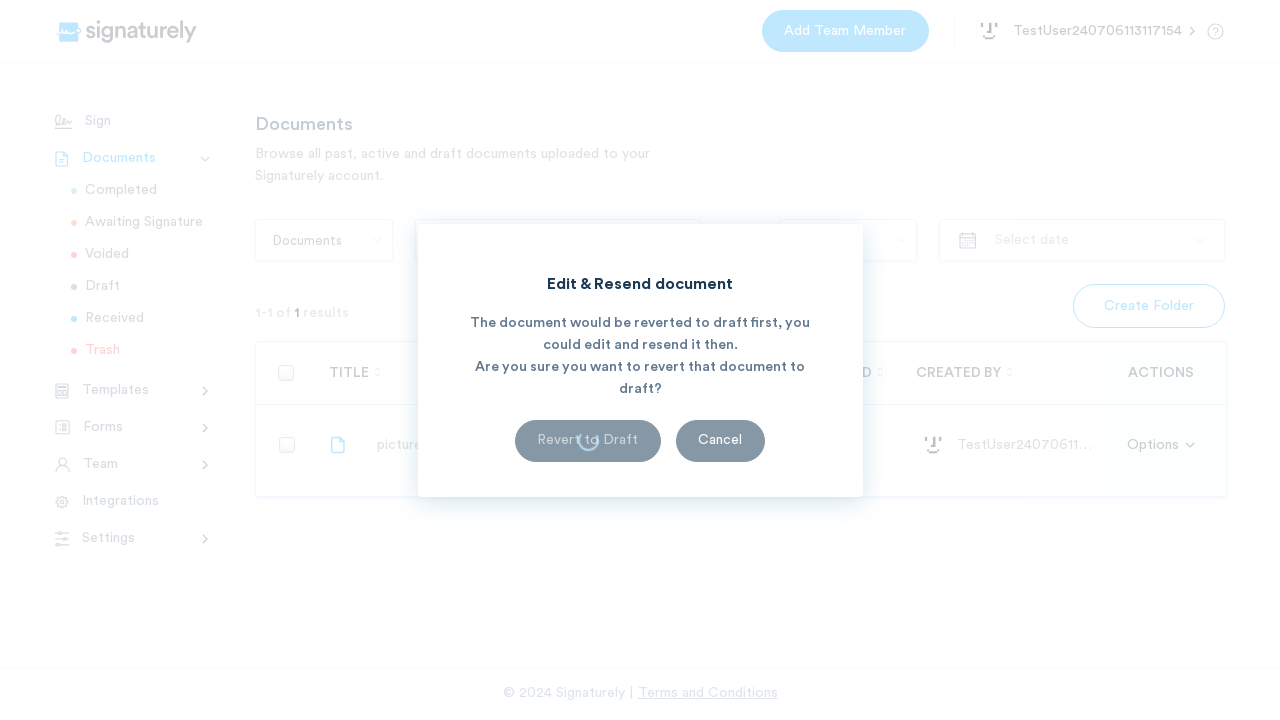 signaturely
Add Team Member
TestUser240706113117154
Sign
Documents
Completed
Awaiting Signature
Voided
Draft
Received
Trash
Templates
Forms
Team
Integrations
Settings
Documents
Browse all past, active and draft documents uploaded to your
Signaturely account.
Documents
Select date
1-1 of 1 results
Create Folder
TITLE
CREATED BY
ACTIONS
TestUser24070611...
Options
Edit & Resend document
The document would be reverted to draft first, you
could edit and resend it then.
Are you sure you want to revert that document to
draft?
Revert to Draft
Cancel
© 2024 Signaturely | Terms and Conditions